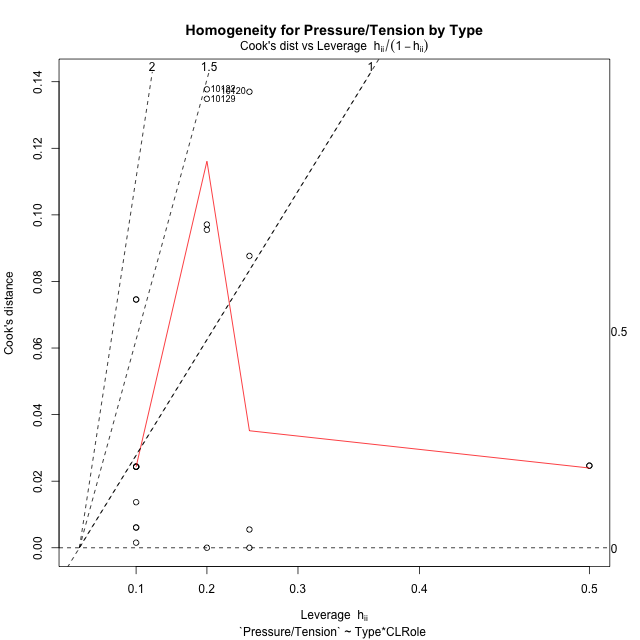 Homogeneity for Pressure/Tension by Type
Cook's dist vs Leverage hii/(1−hii)
2 1.5 1
0.14
0.12
0.10
0.08
0.06
0.04
0.02
0.00
Cook's distance
10129
0.5
0
0.1 0.2 0.3 0.4 0.5
Leverage hii
`Pressure/Tension` ~ Type*CLRole